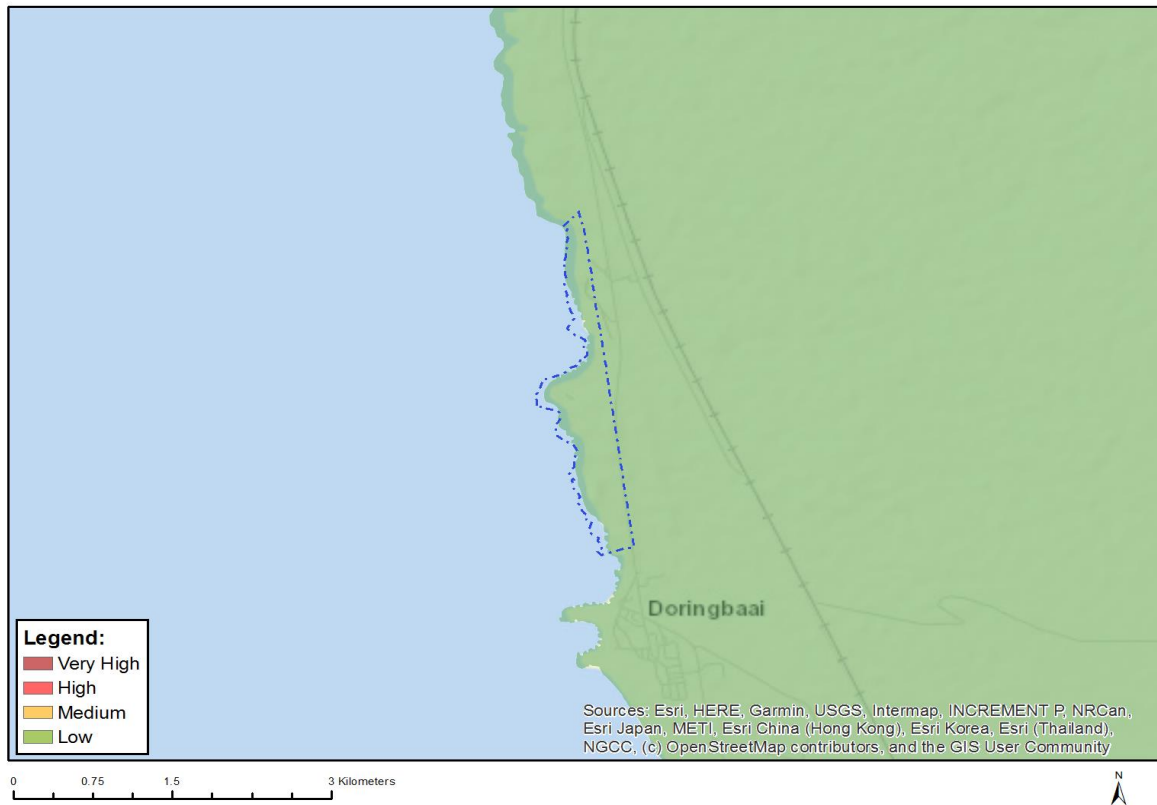 Doringbaai
Legend:
Very High
High
Medium
Low
Sources: Esri, HERE, Garmin, USGS, Intermap, INCREMENT P, NRCan,
Esri Japan, METI, Esri China (Hong Kong), Esri Korea, Esri (Thailand),
NGCC, (c) OpenStreetMap contributors, and the GIS User Community
0 0.75 1.5 3 Kilometers
N